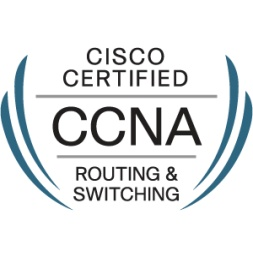 CISCO
CERTIFIED
CCNA
ROUTING &
SWITCHING